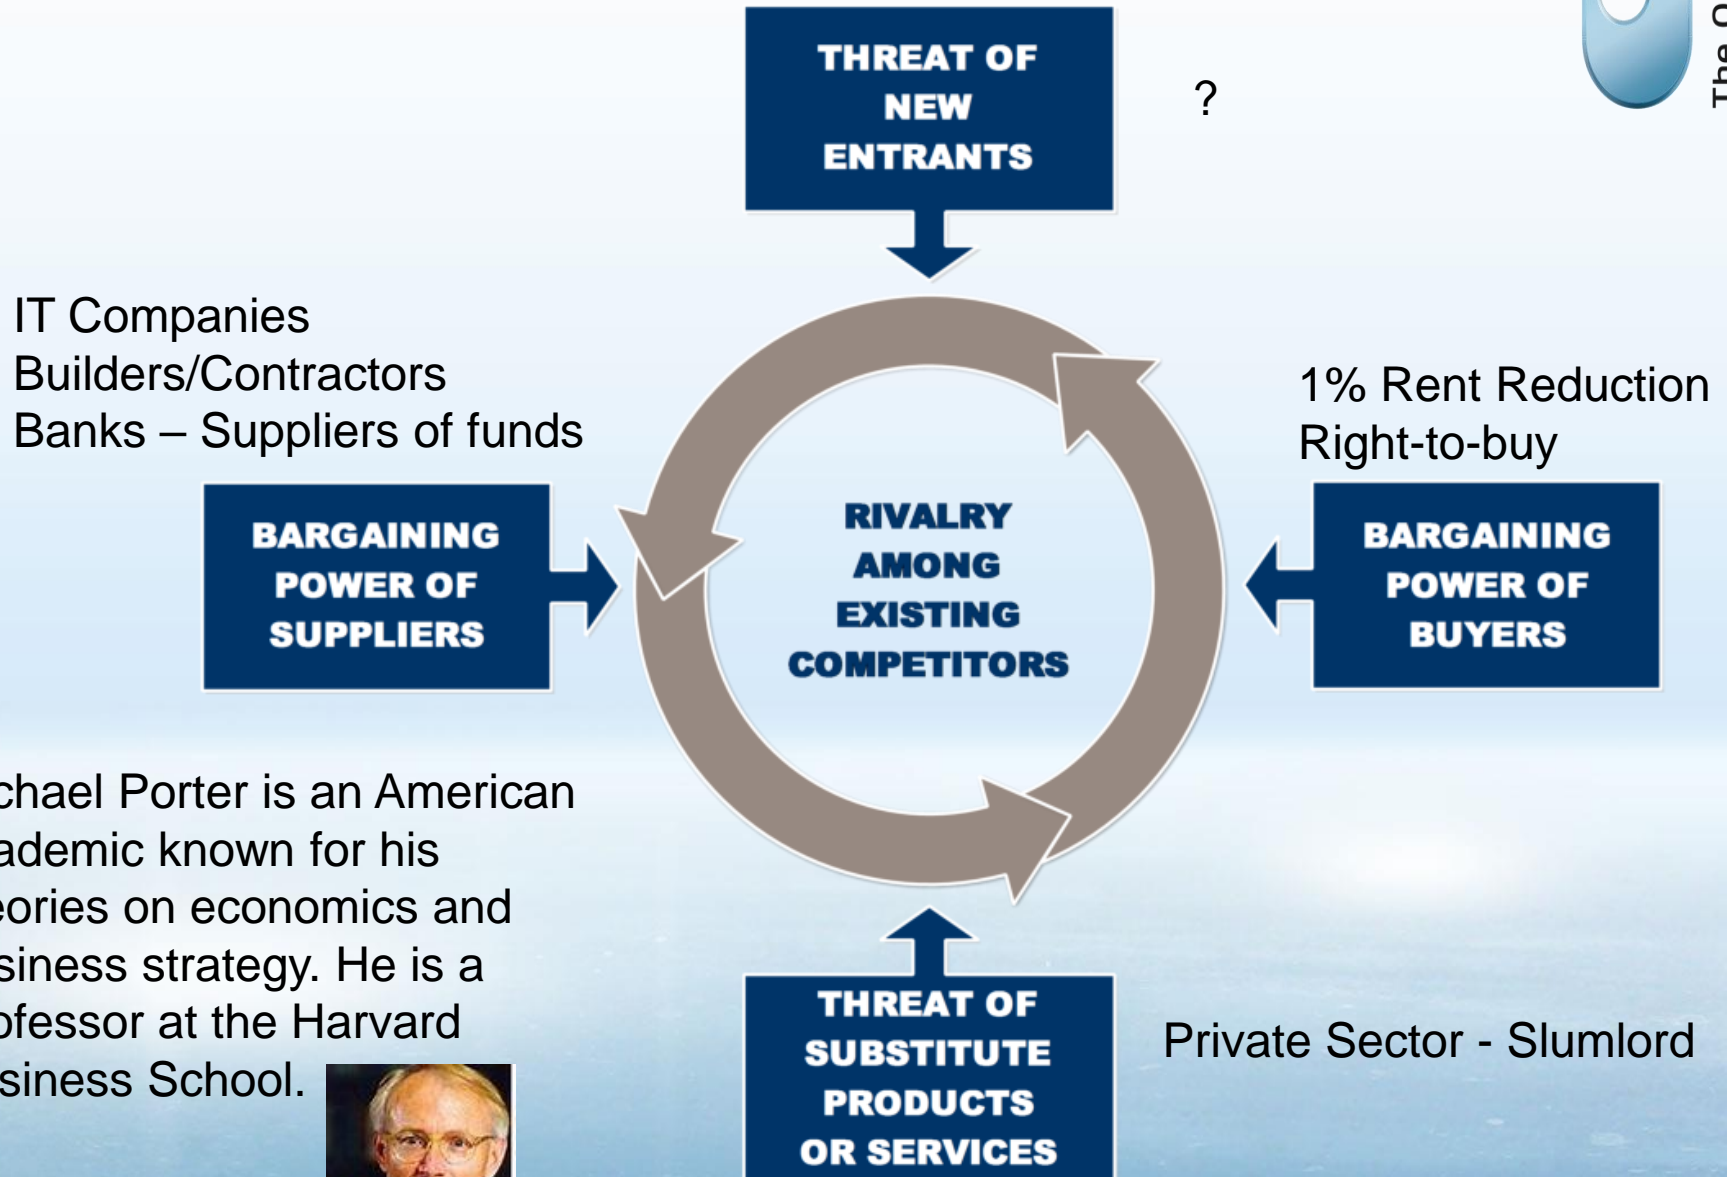 THREAT OF
NEW
ENTRANTS
?
The
IT Companies
Builders/Contractors
Banks – Suppliers of funds
1% Rent Reduction
Right-to-buy
BARGAINING
POWER OF
SUPPLIERS
RIVALRY
AMONG
EXISTING
COMPETITORS
BARGAINING
POWER OF
BUYERS
chael Porter is an American
ademic known for his
eories on economics and
siness strategy. He is a
ofessor at the Harvard
siness School.
THREAT OF
SUBSTITUTE
PRODUCTS
OR SERVICES
Private Sector - Slumlord